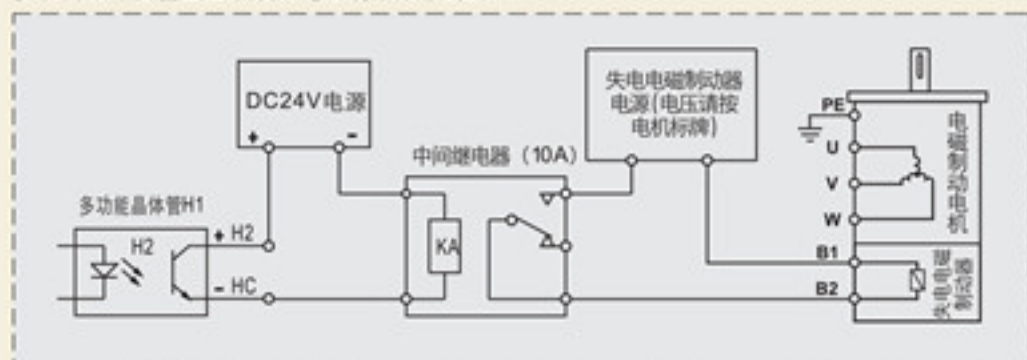 DC24V电源
+ -
失电电磁制动器
电源(电压请按
电机标牌)
中间继电器（10A）
多功能晶体管H1
H2
+ H2
- HC
KA
PE
U
V
W
B1
B2
电磁制动电机
失电电磁
制动器